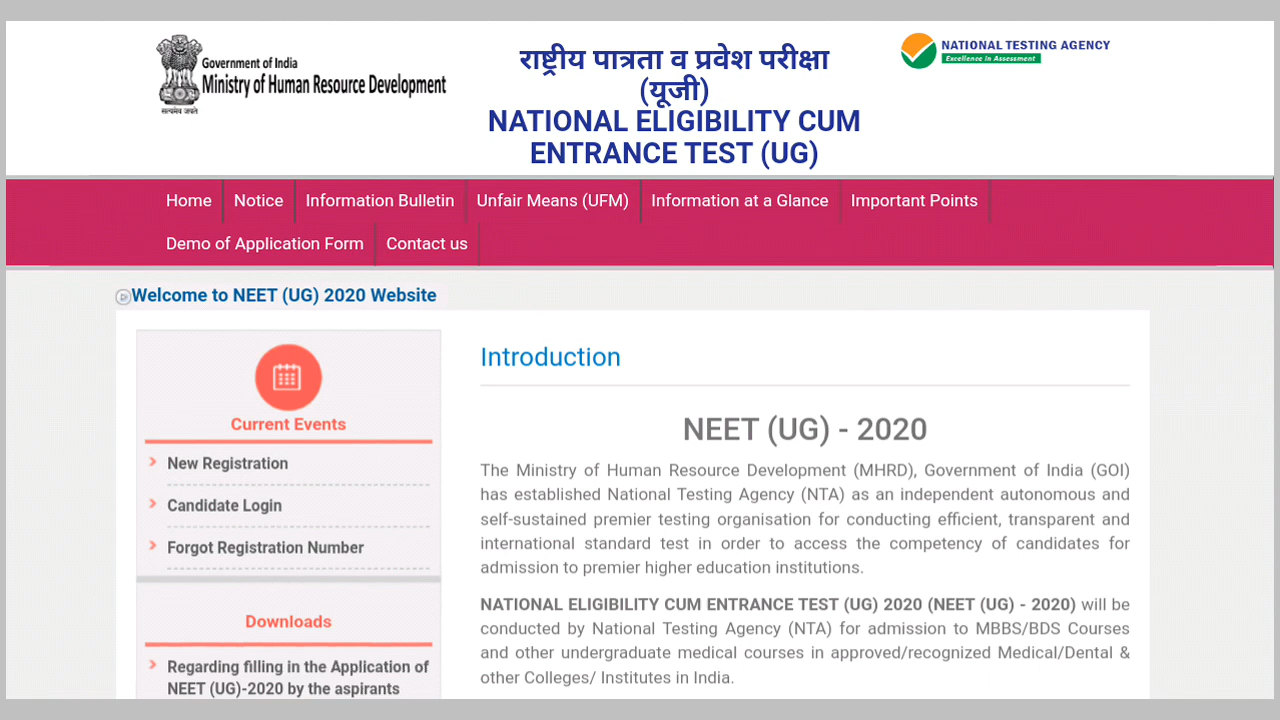 Government of India
Ministry of Human Resource Development
सत्यमेव जयते
राष्ट्रीय पात्रता व प्रवेश परीक्षा
(यूजी)
NATIONAL ELIGIBILITY CUM
ENTRANCE TEST (UG)
NATIONAL TESTING AGENCY
Excellence in Assessment
Home
Notice
Information Bulletin
Unfair Means (UFM)
Information at a Glance
Important Points
Demo of Application Form
Contact us
Welcome to NEET (UG) 2020 Website
Current Events
New Registration
Candidate Login
Forgot Registration Number
Downloads
Regarding filling in the Application of
NEET (UG)-2020 by the aspirants
Introduction
NEET (UG) - 2020
The Ministry of Human Resource Development (MHRD), Government of India (GOI)
has established National Testing Agency (NTA) as an independent autonomous and
self-sustained premier testing organisation for conducting efficient, transparent and
international standard test in order to access the competency of candidates for
admission to premier higher education institutions.
NATIONAL ELIGIBILITY CUM ENTRANCE TEST (UG) 2020 (NEET (UG) - 2020) will be
conducted by National Testing Agency (NTA) for admission to MBBS/BDS Courses
and other undergraduate medical courses in approved/recognized Medical/Dental &
other Colleges/ Institutes in India.